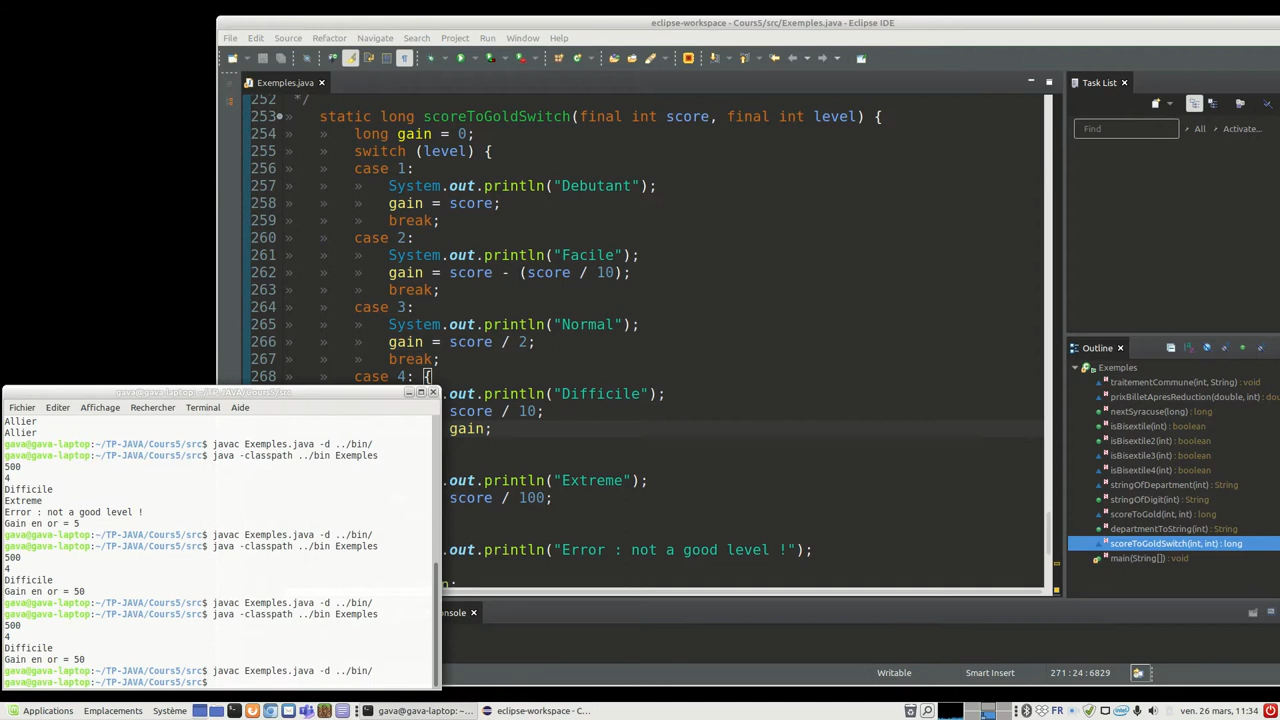 eclipse-workspace - Cours5/src/Exemples.java - Eclipse IDE
File Edit Source Refactor Navigate Search Project Run Window Help
Exemples.java
252 */
253 static long scoreToGoldSwitch(final int score, final int level) {
254 long gain = 0;
255 switch (level) {
256 case 1:
257 System.out.println("Debutant");
258 gain = score;
259 break;
260 case 2:
261 System.out.println("Facile");
262 gain = score - (score / 10);
263 break;
264 case 3:
265 System.out.println("Normal");
266 gain = score / 2;
267 break;
268 case 4: {
.out.println("Difficile");
score / 10;
gain;
.out.println("Extreme");
score / 100;
.out.println("Error : not a good level !");
Task List
Find
All
Activate...
Outline
Exemples
traitementCommune(int, String) : void
prixBilletApresReduction(int, int) : dou
nextSyracuse(long) : long
isBisextile(int) : boolean
isBisextile2(int) : boolean
isBisextile3(int) : boolean
isBisextile4(int) : boolean
stringOfDepartment(int) : String
stringOfDigit(int) : String
scoreToGold(int, int) : long
departmentToString(int) : String
scoreToGoldSwitch(int, int) : long
main(String[]) : void
gava@gava-laptop:~/TP-JAVA/Cours5/src
Fichier Editer Affichage Rechercher Terminal Aide
Allier
Allier
gava@gava-laptop:~/TP-JAVA/Cours5/src$ javac Exemples.java -d ../bin/
gava@gava-laptop:~/TP-JAVA/Cours5/src$ java -classpath ../bin Exemples
500
4
Difficile
Extreme
Error : not a good level !
Gain en or = 5
gava@gava-laptop:~/TP-JAVA/Cours5/src$ javac Exemples.java -d ../bin/
gava@gava-laptop:~/TP-JAVA/Cours5/src$ java -classpath ../bin Exemples
500
4
Difficile
Gain en or = 50
gava@gava-laptop:~/TP-JAVA/Cours5/src$ javac Exemples.java -d ../bin/
gava@gava-laptop:~/TP-JAVA/Cours5/src$ java -classpath ../bin Exemples
500
4
Difficile
Gain en or = 50
gava@gava-laptop:~/TP-JAVA/Cours5/src$ javac Exemples.java -d ../bin/
gava@gava-laptop:~/TP-JAVA/Cours5/src$
onsole
Writable
Smart Insert
271 : 24 : 6829
Applications Emplacements Système
gava@gava-laptop:~...
eclipse-workspace - C...
FR
ven. 26 mars, 11:34